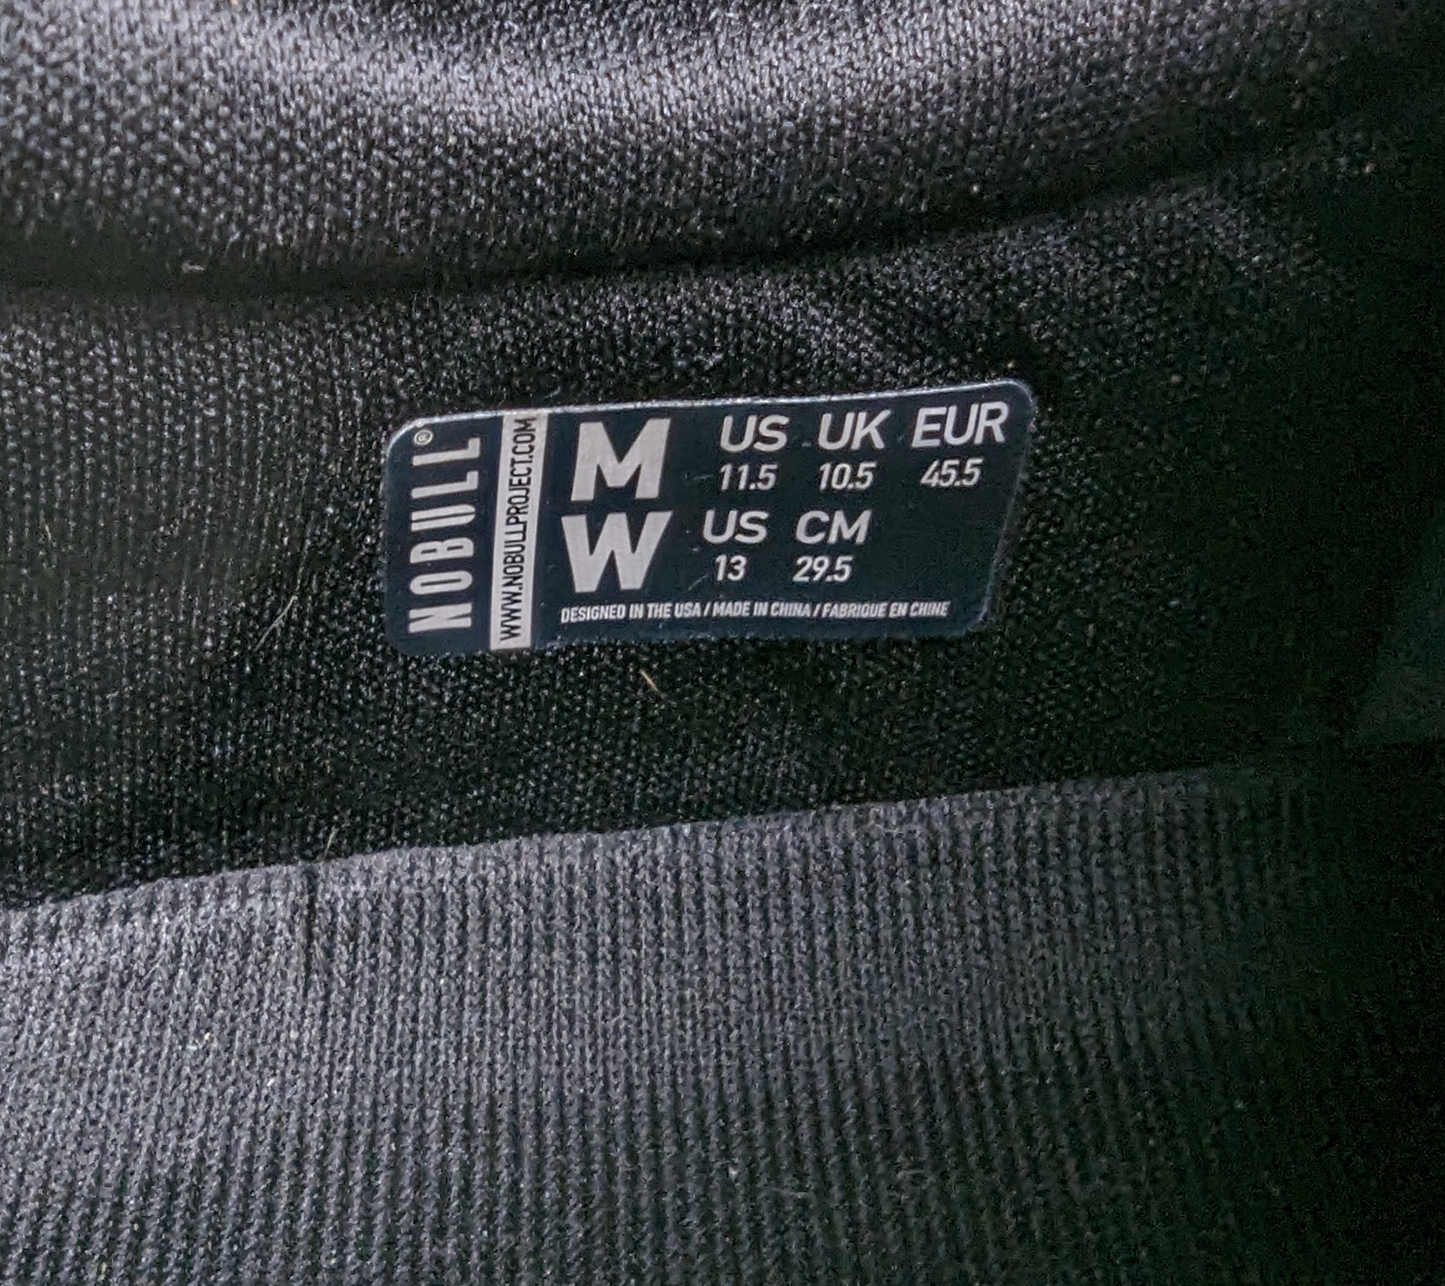 NOBULL®
WWW.NOBULLPROJECT.COM
M US UK EUR
11.5 10.5 45.5
W US CM
13 29.5
DESIGNED IN THE USA / MADE IN CHINA / FABRIQUE EN CHINE